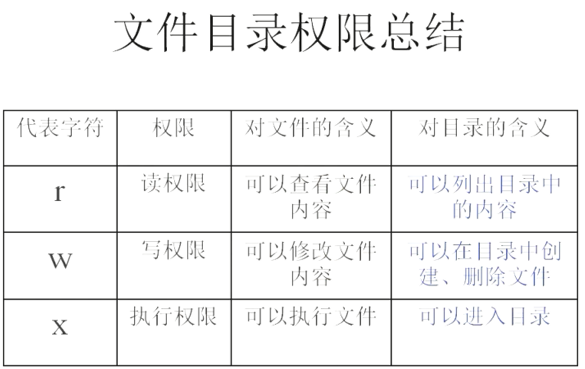 文件目录权限总结
代表字符 权限 对文件的含义 对目录的含义
r 读权限 可以查看文件 可以列出目录中
内容 的内容
w 写权限 可以修改文件 可以在目录中创
内容 建、删除文件
x 执行权限 可以执行文件 可以进入目录